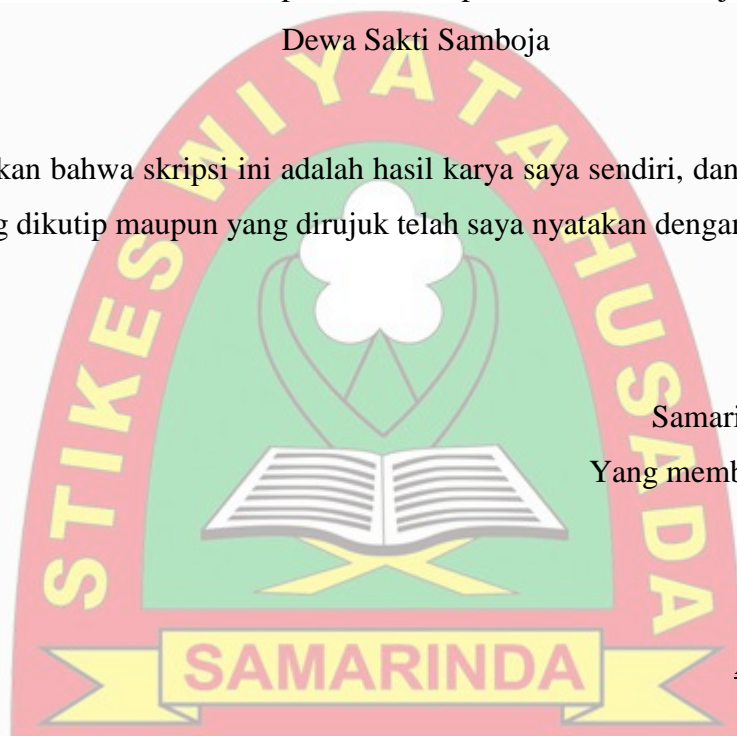 Dewa Sakti Samboja
kan bahwa skripsi ini adalah hasil karya saya sendiri, dan
g dikutip maupun yang dirujuk telah saya nyatakan dengan
Samari
Yang memb
STIKES WIYATA HUSADA
SAMARINDA